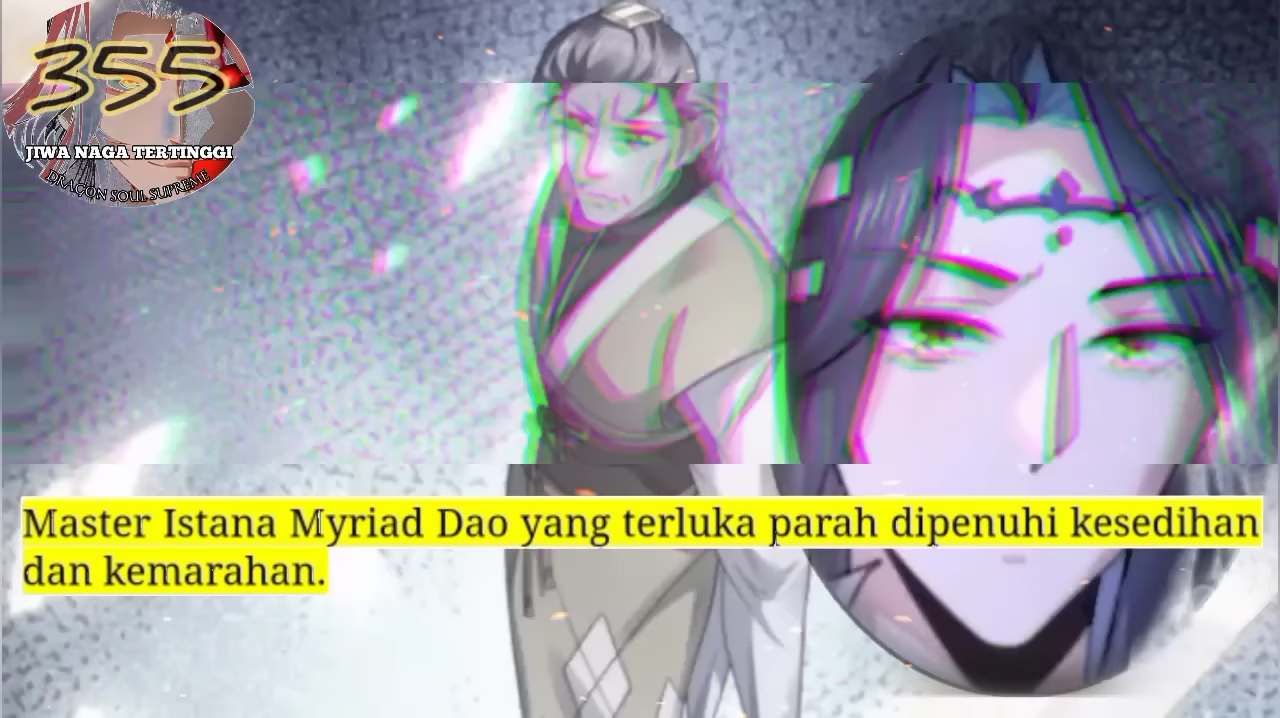 355
JIWA NAGA TERTINGGI
DRAGON SOUL SUPREME
Master Istana Myriad Dao yang terluka parah dipenuhi kesedihan
dan kemarahan.